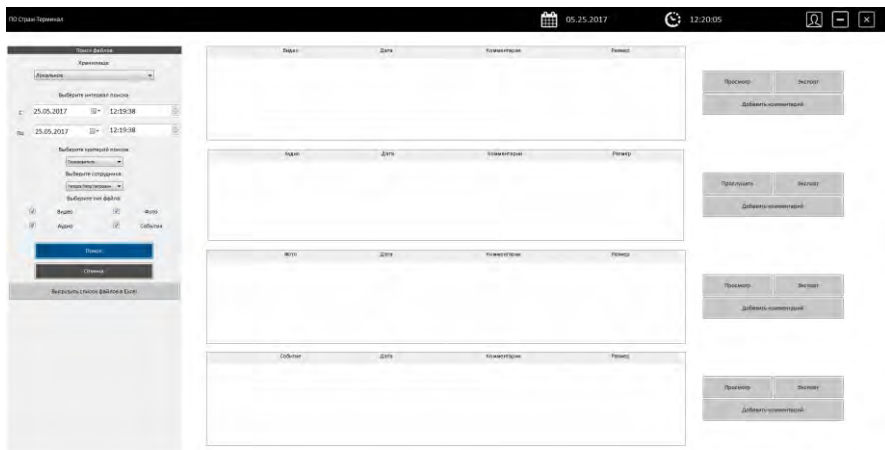 ПО Страж Терминал
05.25.2017
12:20:05
Поиск файлов
Хранилище:
Локальное
Выберите интервал поиска:
с: 25.05.2017 12:19:38
по: 25.05.2017 12:19:38
Выберите критерий поиска:
Выберите сотрудника:
Выберите тип файла:
Видео Фото
Аудио События
Поиск
Отмена
Выгрузить список файлов в Excel
Видео Дата Комментарии Размер
Просмотр Экспорт
Добавить комментарий
Аудио Дата Комментарии Размер
Прослушать Экспорт
Добавить комментарий
Фото Дата Комментарии Размер
Просмотр Экспорт
Добавить комментарий
Событие Дата Комментарии Размер
Просмотр Экспорт
Добавить комментарий